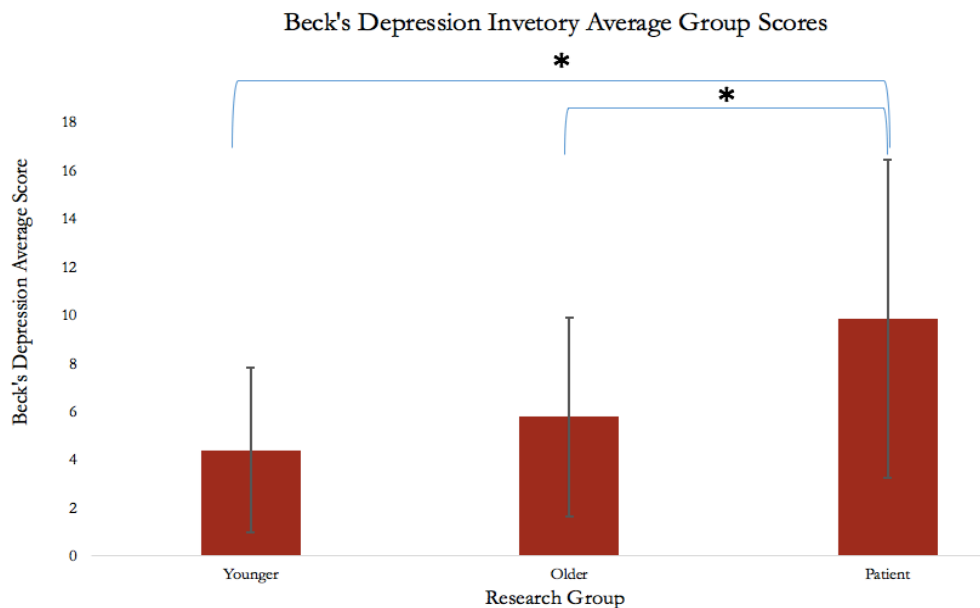 Beck's Depression Invetory Average Group Scores
*
*
18
16
14
12
10
8
6
4
2
0
Beck's Depression Average Score
Younger
Older
Patient
Research Group